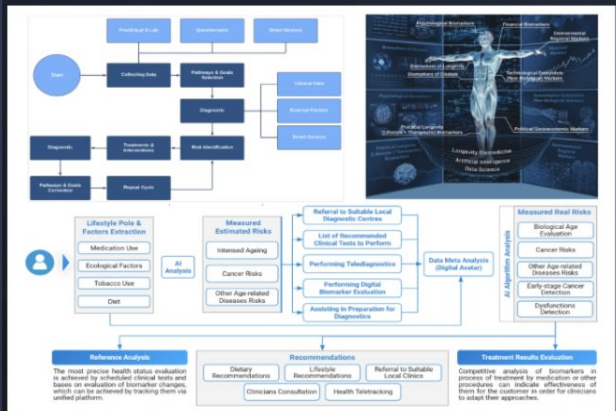 Preclinical & Lab
Questionnaire
Smart Devices
Start
Collecting Data
Pathways & Goals
Selection
Clinical Data
Diagnostic
External Factors
Smart Devices
Diagnostic
Treatments &
Interventions
Risk Identification
Pathways & Goals
Correction
Repeat Cycle
Psychological Biomarkers
Financial Biomarkers
Environmental
Regional Markers
Biomarkers of Longevity
Technological Ecosystem
Political Socioeconomic Markers
Longevity Biomedicine
Artificial Intelligence
Data Science
Lifestyle Pole &
Factors Extraction
Medication Use
Ecological Factors
Tobacco Use
Diet
AI
Analysis
Measured
Estimated Risks
Intensed Ageing
Cancer Risks
Other Age-related
Diseases Risks
Referral to Suitable Local
Diagnostic Centres
List of Recommended
Clinical Tests to Perform
Performing Telediagnostics
Performing Digital
Biomarker Evaluation
Assisting in Preparation for
Diagnostics
Data Meta Analysis
(Digital Avatar)
AI Algorithm Analysis
Measured Real Risks
Biological Age
Evaluation
Cancer Risks
Other Age-related
Diseases Risks
Early-stage Cancer
Detection
Dysfunctions
Detection
Reference Analysis
The most precise health status evaluation
is achieved by scheduled clinical tests and
bases on evaluation of biomarker changes,
which can be achieved by tracking them via
unified platform.
Recommendations
Dietary
Recommendations
Lifestyle
Recommendations
Referral to Suitable
Local Clinics
Clinicians Consultation
Health Teletracking
Treatment Results Evaluation
Competitive analysis of biomarkers in
process of treatment by medication or other
procedures can indicate effectiveness of
them for the customer in order for clinicians
to adapt their approaches.